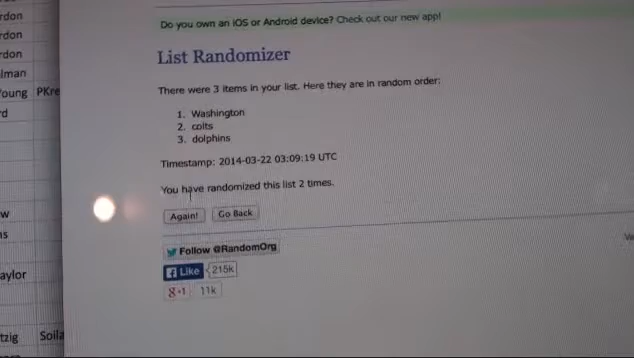 rdon
rdon
rdon
lman
Young PKre
rd
w
as
aylor
tzig Soila
Do you own an iOS or Android device? Check out our new app!
List Randomizer
There were 3 items in your list. Here they are in random order:
1. Washington
2. colts
3. dolphins
Timestamp: 2014-03-22 03:09:19 UTC
You have randomized this list 2 times.
Again! Go Back
Follow @RandomOrg
Like 215k
g+1 11k